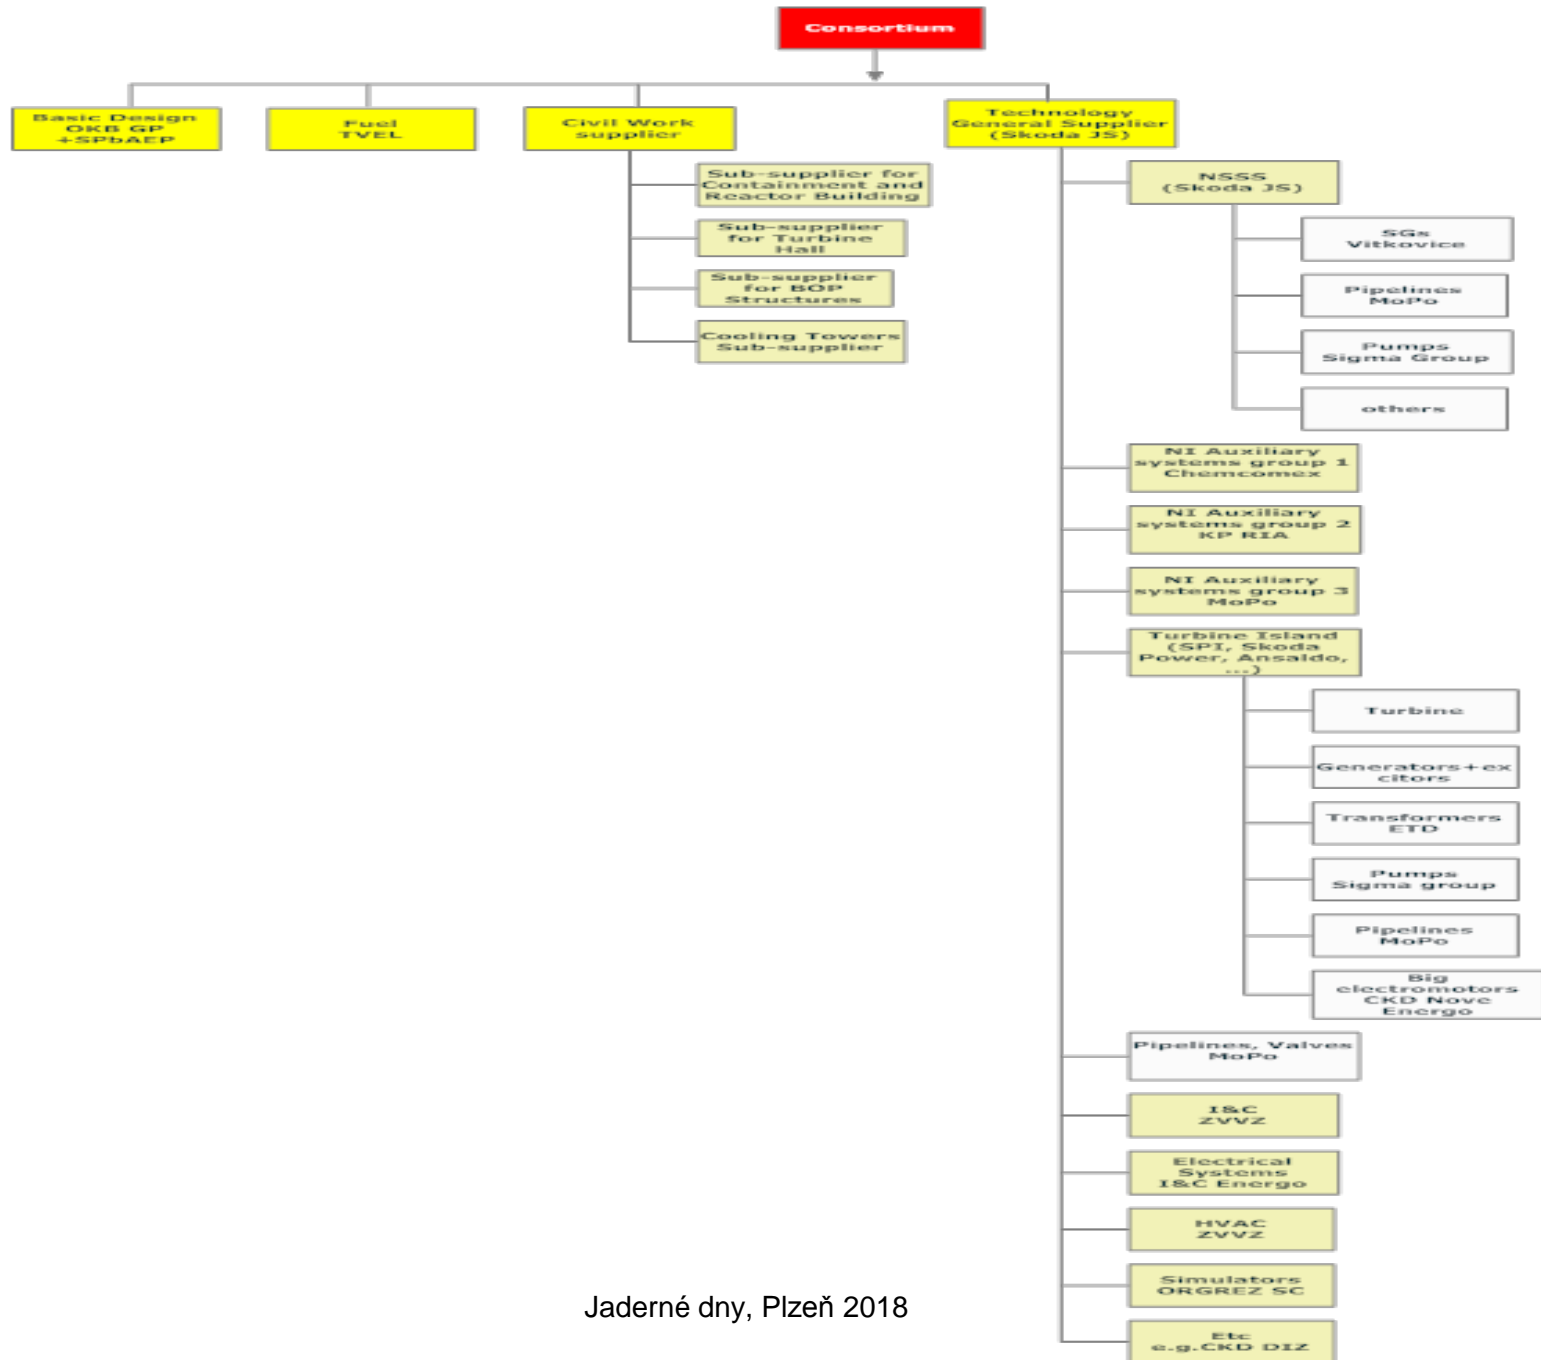 Consortium
Basic Design
OKB GP
+SPbAEP
Fuel
TVEL
Civil Work
supplier
Technology
General Supplier
(Skoda JS)
Sub-supplier for
Containment and
Reactor Building
Sub-supplier
for Turbine
Hall
Sub-supplier
for BOP
Structures
Cooling Towers
Sub-supplier
NSSS
(Skoda JS)
SGs
Vitkovice
Pipelines
MoPo
Pumps
Sigma Group
others
NI Auxiliary
systems group 1
Chemcomex
NI Auxiliary
systems group 2
KP RIA
NI Auxiliary
systems group 3
MoPo
Turbine Island
(SPI, Skoda
Power, Ansaldo,
...)
Turbine
Generators+ex
citors
Transformers
ETD
Pumps
Sigma group
Pipelines
MoPo
Big
electromotors
CKD Nove
Energo
Pipelines, Valves
MoPo
I&C
ZVVZ
Electrical
Systems
I&C Energo
HVAC
ZVVZ
Simulators
ORGREZ SC
Etc
e.g.CKD DIZ
Jaderné dny, Plzeň 2018